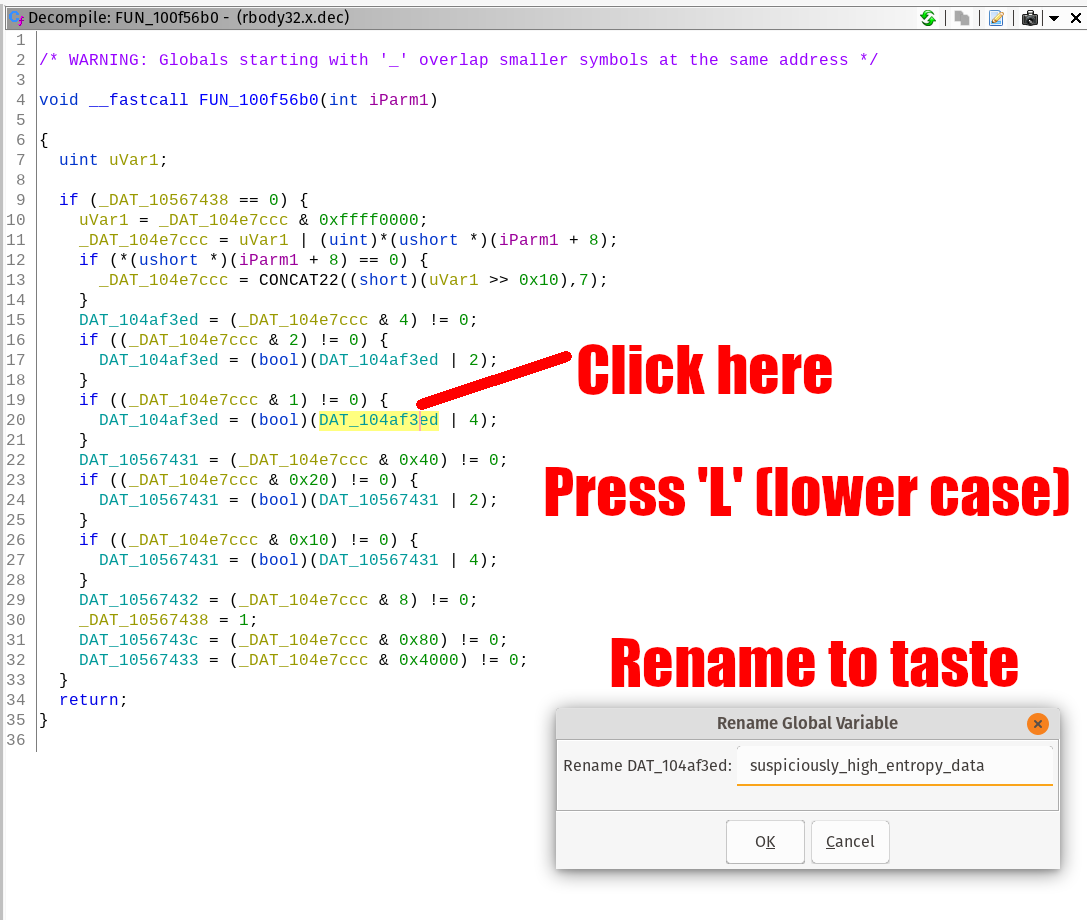 Decompile: FUN_100f56b0 - (rbody32.x.dec)
1
2 /* WARNING: Globals starting with '_' overlap smaller symbols at the same address */
3
4 void __fastcall FUN_100f56b0(int iParm1)
5
6 {
7   uint uVar1;
8
9   if (_DAT_10567438 == 0) {
10     uVar1 = _DAT_104e7ccc & 0xffff0000;
11     _DAT_104e7ccc = uVar1 | (uint)*(ushort *)(iParm1 + 8);
12     if (*(ushort *)(iParm1 + 8) == 0) {
13       _DAT_104e7ccc = CONCAT22((short)(uVar1 >> 0x10),7);
14     }
15     DAT_104af3ed = (_DAT_104e7ccc & 4) != 0;
16     if ((_DAT_104e7ccc & 2) != 0) {
17       DAT_104af3ed = (bool)(DAT_104af3ed | 2);
18     }
19     if ((_DAT_104e7ccc & 1) != 0) {
20       DAT_104af3ed = (bool)(DAT_104af3ed | 4);
21     }
22     DAT_10567431 = (_DAT_104e7ccc & 0x40) != 0;
23     if ((_DAT_104e7ccc & 0x20) != 0) {
24       DAT_10567431 = (bool)(DAT_10567431 | 2);
25     }
26     if ((_DAT_104e7ccc & 0x10) != 0) {
27       DAT_10567431 = (bool)(DAT_10567431 | 4);
28     }
29     DAT_10567432 = (_DAT_104e7ccc & 8) != 0;
30     _DAT_10567438 = 1;
31     DAT_1056743c = (_DAT_104e7ccc & 0x80) != 0;
32     DAT_10567433 = (_DAT_104e7ccc & 0x4000) != 0;
33   }
34   return;
35 }
36
Click here
Press 'L' (lower case)
Rename to taste
Rename Global Variable
Rename DAT_104af3ed: suspiciously_high_entropy_data
OK Cancel